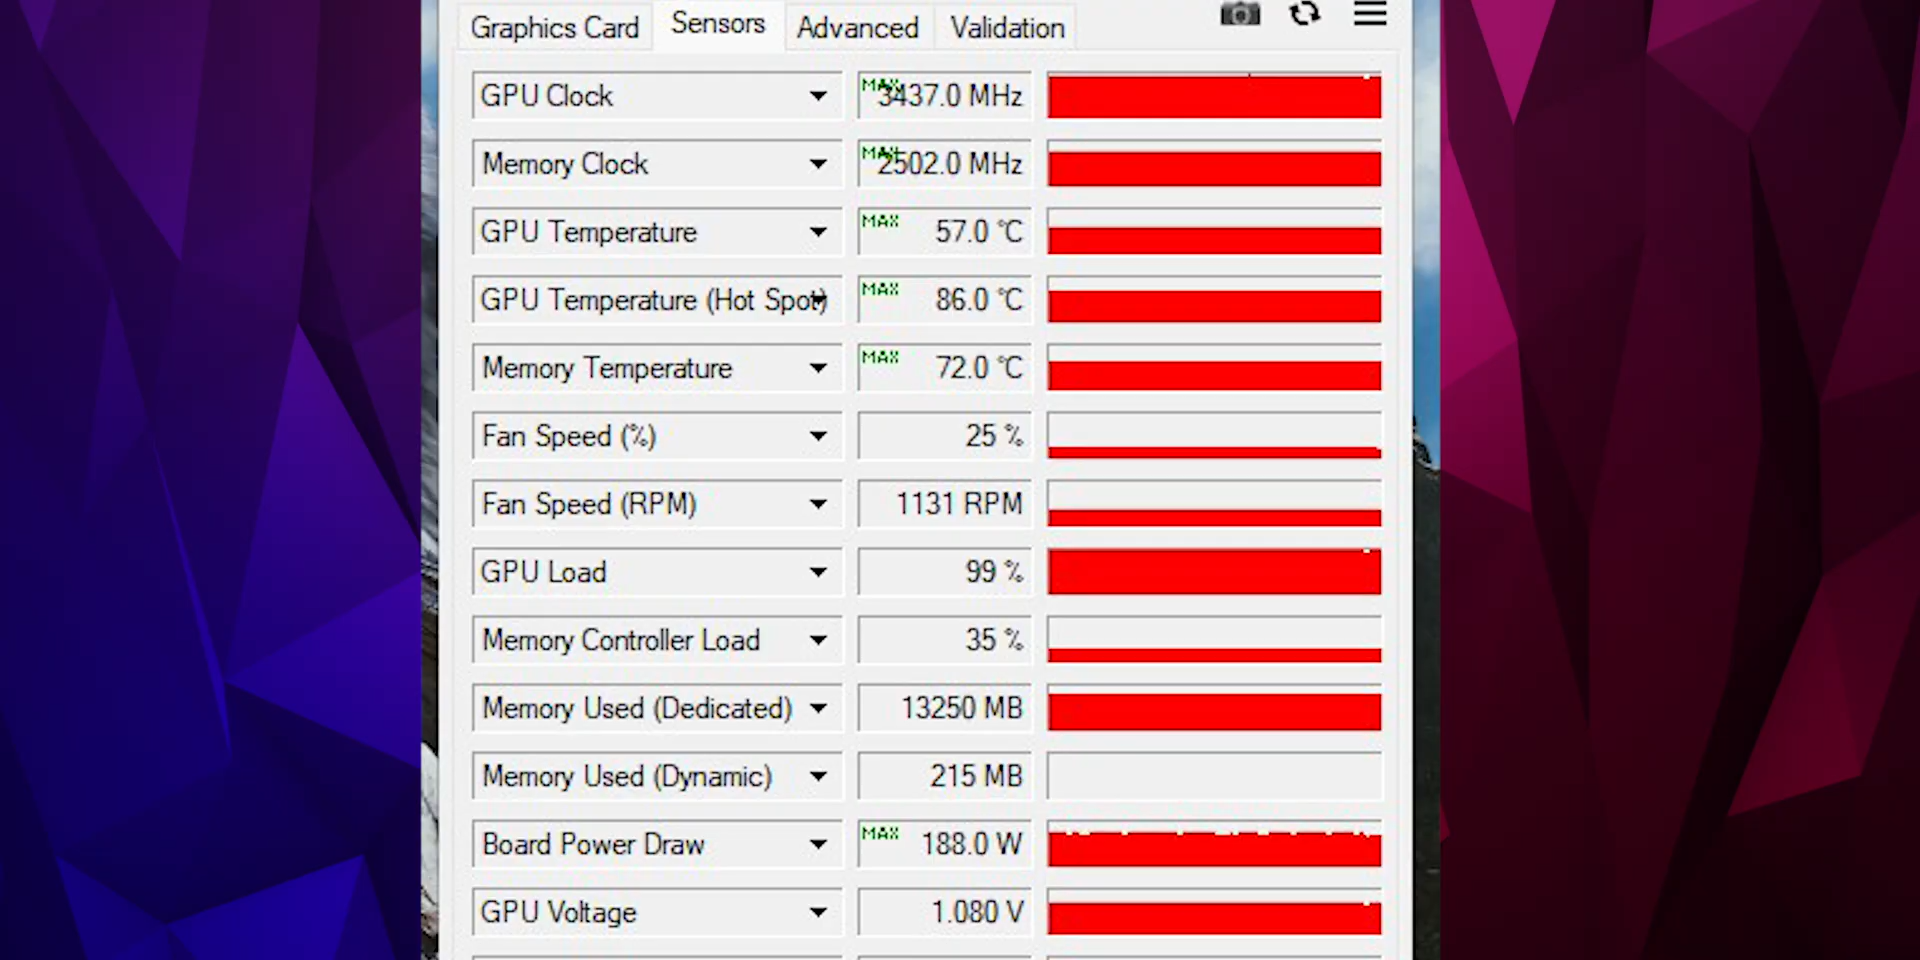 Graphics Card Sensors Advanced Validation
GPU Clock MAX 3437.0 MHz
Memory Clock MAX 2502.0 MHz
GPU Temperature MAX 57.0 °C
GPU Temperature (Hot Spot) MAX 86.0 °C
Memory Temperature MAX 72.0 °C
Fan Speed (%) 25 %
Fan Speed (RPM) 1131 RPM
GPU Load 99 %
Memory Controller Load 35 %
Memory Used (Dedicated) 13250 MB
Memory Used (Dynamic) 215 MB
Board Power Draw MAX 188.0 W
GPU Voltage 1.080 V